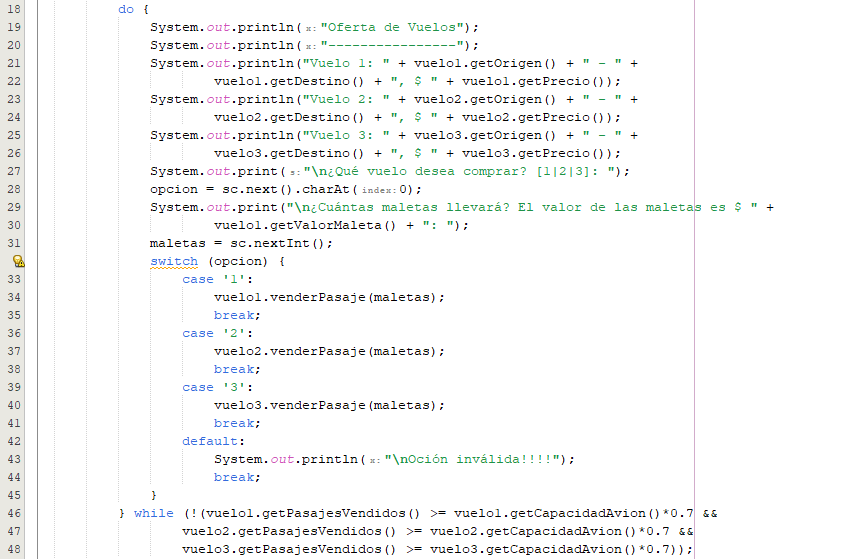 18 do {
19 System.out.println( x: "Oferta de Vuelos");
20 System.out.println( x: "----------------");
21 System.out.println("Vuelo 1: " + vuelo1.getOrigen() + " - " +
22 vuelo1.getDestino() + ", $ " + vuelo1.getPrecio());
23 System.out.println("Vuelo 2: " + vuelo2.getOrigen() + " - " +
24 vuelo2.getDestino() + ", $ " + vuelo2.getPrecio());
25 System.out.println("Vuelo 3: " + vuelo3.getOrigen() + " - " +
26 vuelo3.getDestino() + ", $ " + vuelo3.getPrecio());
27 System.out.print( s: "\n¿Qué vuelo desea comprar? [1|2|3]: ");
28 opcion = sc.next().charAt( index: 0);
29 System.out.print("\n¿Cuántas maletas llevará? El valor de las maletas es $ " +
30 vuelo1.getValorMaleta() + ": ");
31 maletas = sc.nextInt();
switch (opcion) {
33 case '1':
34 vuelo1.venderPasaje(maletas);
35 break;
36 case '2':
37 vuelo2.venderPasaje(maletas);
38 break;
39 case '3':
40 vuelo3.venderPasaje(maletas);
41 break;
42 default:
43 System.out.println( x: "\nOción inválida!!!!");
44 break;
45 }
46 } while (!(vuelo1.getPasajesVendidos() >= vuelo1.getCapacidadAvion()*0.7 &&
47 vuelo2.getPasajesVendidos() >= vuelo2.getCapacidadAvion()*0.7 &&
48 vuelo3.getPasajesVendidos() >= vuelo3.getCapacidadAvion()*0.7));